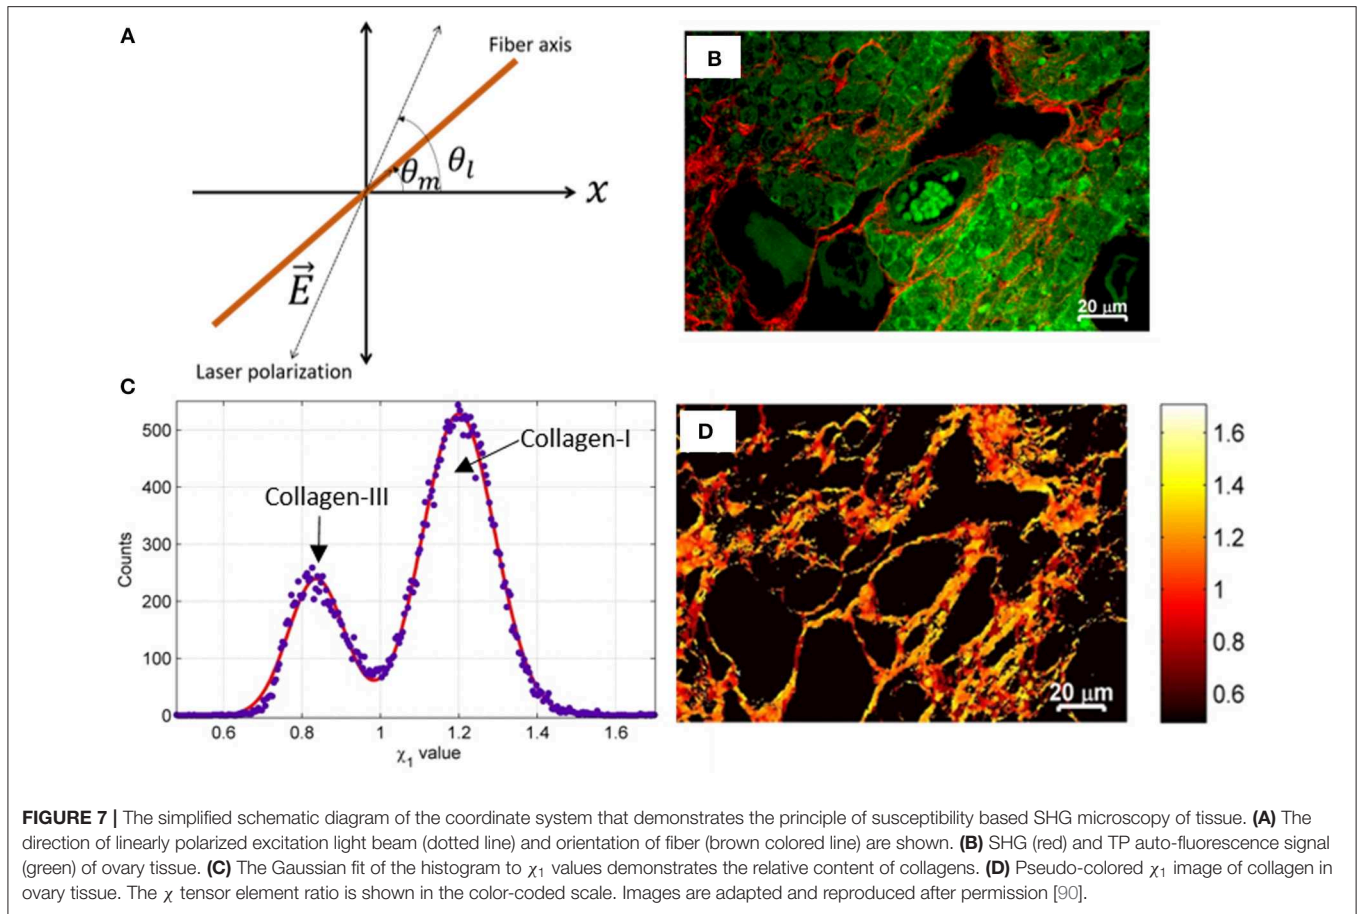 A
Fiber axis
θl
θm
x
E
Laser polarization
B
20 μm
C
500
400
300
200
100
0
Counts
Collagen-I
Collagen-III
0.6
0.8
1
1.2
1.4
1.6
χ1 value
D
20 μm
1.6
1.4
1.2
1
0.8
0.6
FIGURE 7 | The simplified schematic diagram of the coordinate system that demonstrates the principle of susceptibility based SHG microscopy of tissue. (A) The
direction of linearly polarized excitation light beam (dotted line) and orientation of fiber (brown colored line) are shown. (B) SHG (red) and TP auto-fluorescence signal
(green) of ovary tissue. (C) The Gaussian fit of the histogram to χ1 values demonstrates the relative content of collagens. (D) Pseudo-colored χ1 image of collagen in
ovary tissue. The χ tensor element ratio is shown in the color-coded scale. Images are adapted and reproduced after permission [90].